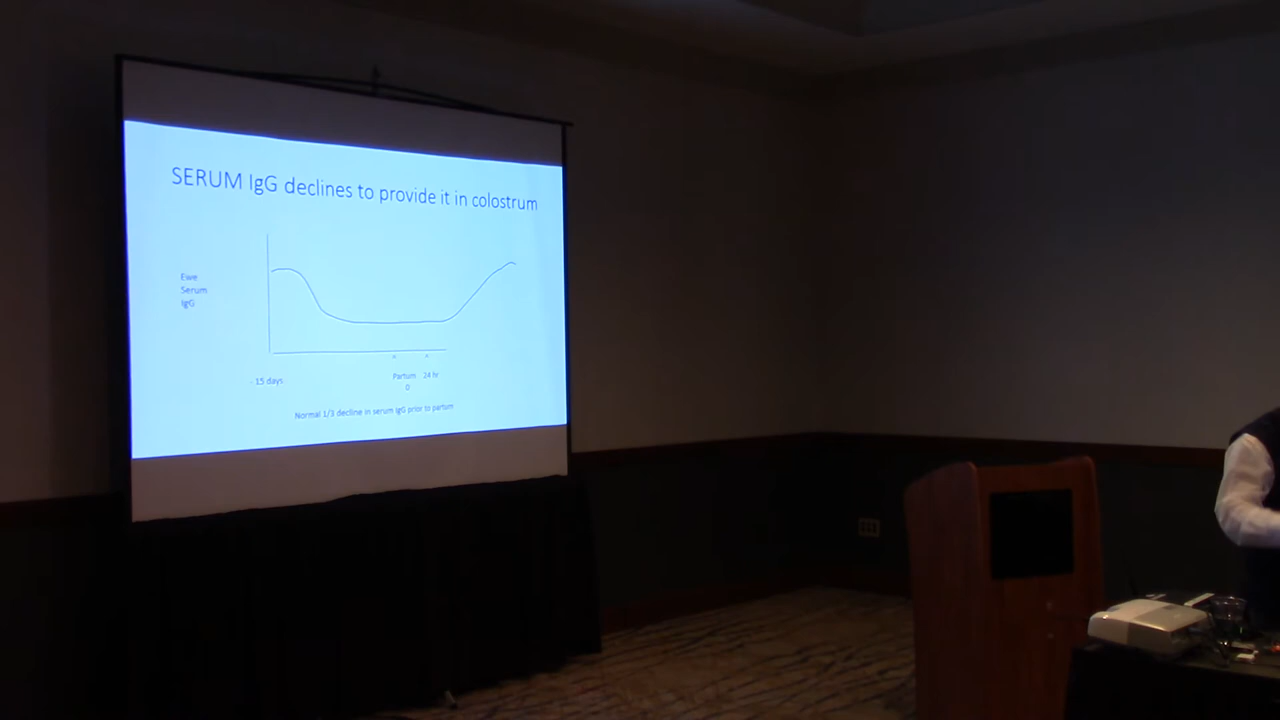 SERUM IgG declines to provide it in colostrum
Ewe
Serum
IgG
- 15 days
Partum 24 hr
0
Normal 1/3 decline in serum IgG prior to partum